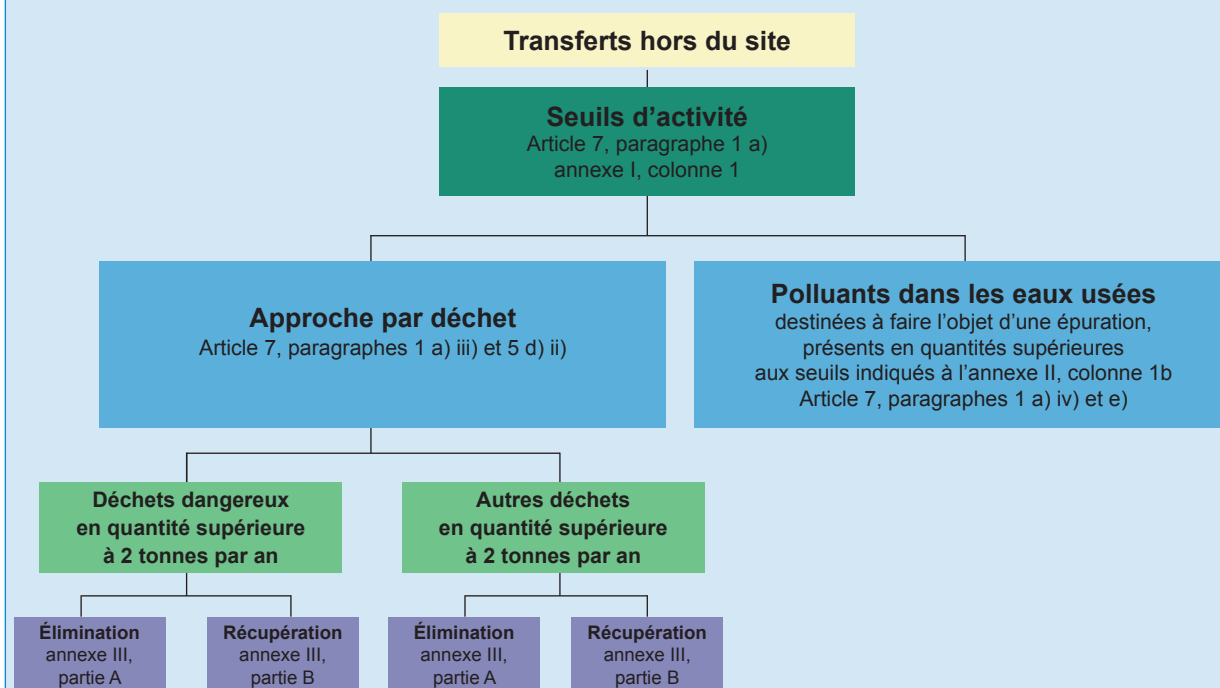 Transferts hors du site
Seuils d’activité
Article 7, paragraphe 1 a)
annexe I, colonne 1
Approche par déchet
Article 7, paragraphes 1 a) iii) et 5 d) ii)
Polluants dans les eaux usées
destinées à faire l’objet d’une épuration,
présents en quantités supérieures
aux seuils indiqués à l’annexe II, colonne 1b
Article 7, paragraphes 1 a) iv) et e)
Déchets dangereux
en quantité supérieure
à 2 tonnes par an
Autres déchets
en quantité supérieure
à 2 tonnes par an
Élimination
annexe III,
partie A
Récupération
annexe III,
partie B
Élimination
annexe III,
partie A
Récupération
annexe III,
partie B